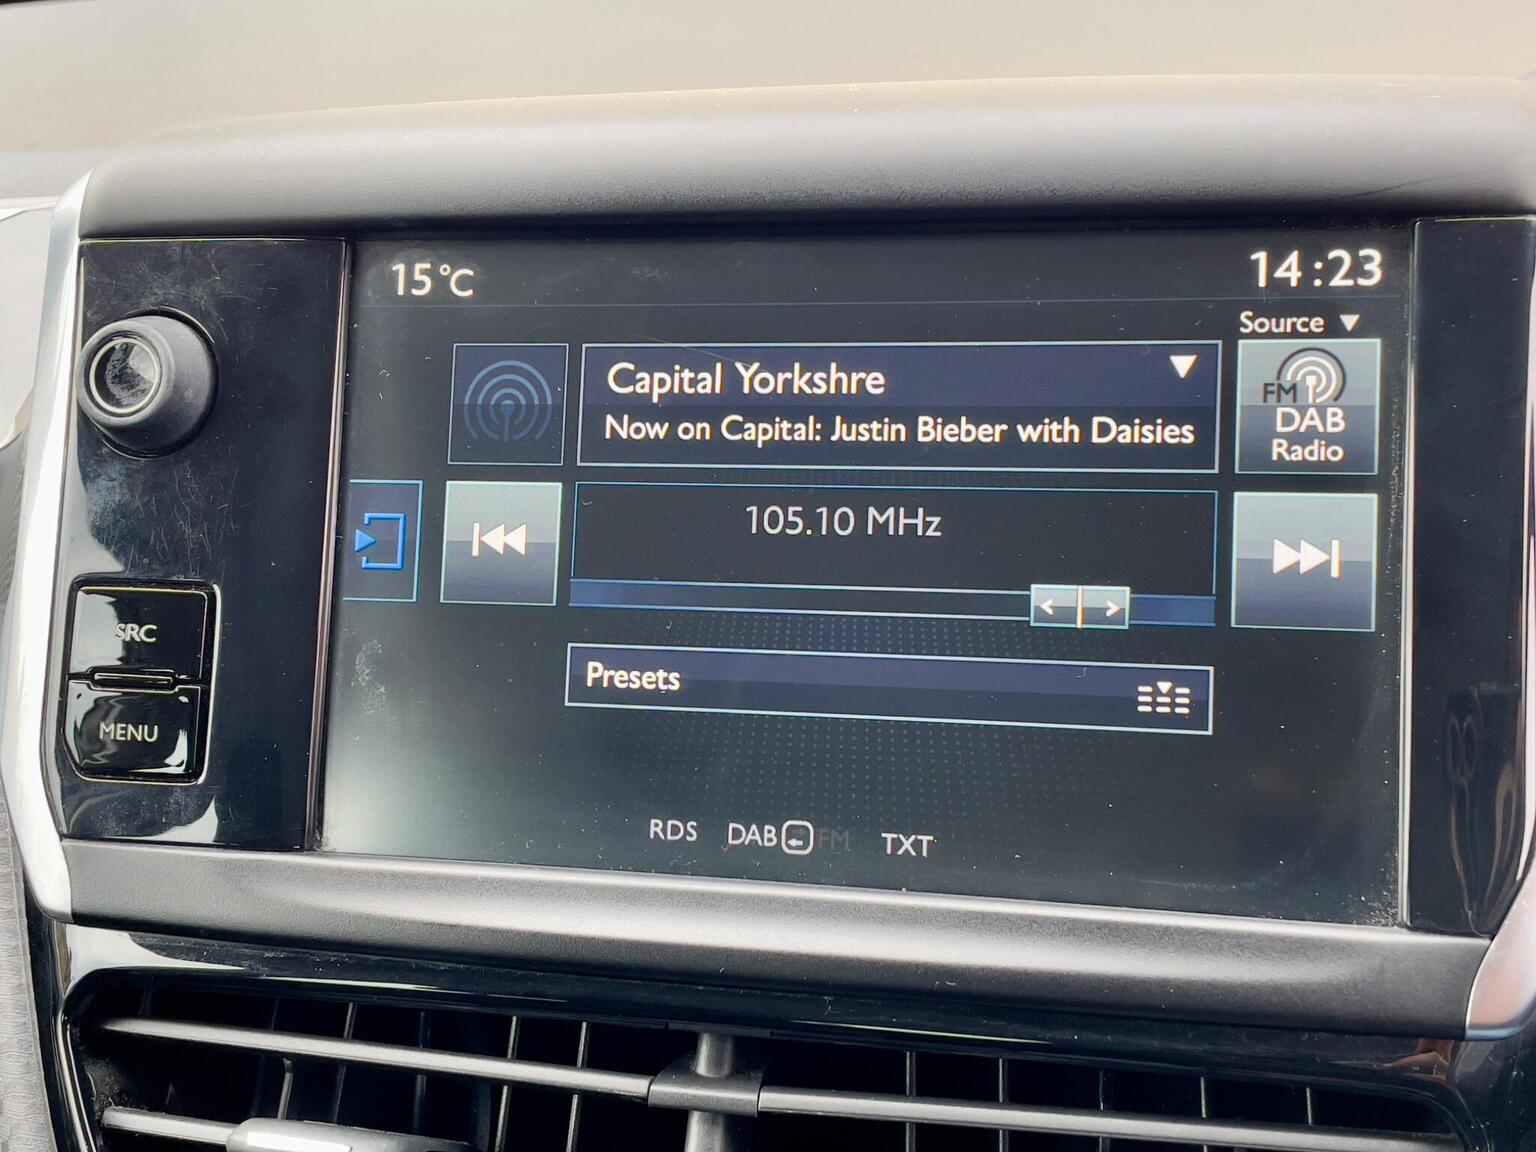 15°C
14:23
Source
Capital Yorkshre
Now on Capital: Justin Bieber with Daisies
FM
DAB
Radio
105.10 MHz
SRC
Presets
MENU
RDS DAB FM TXT